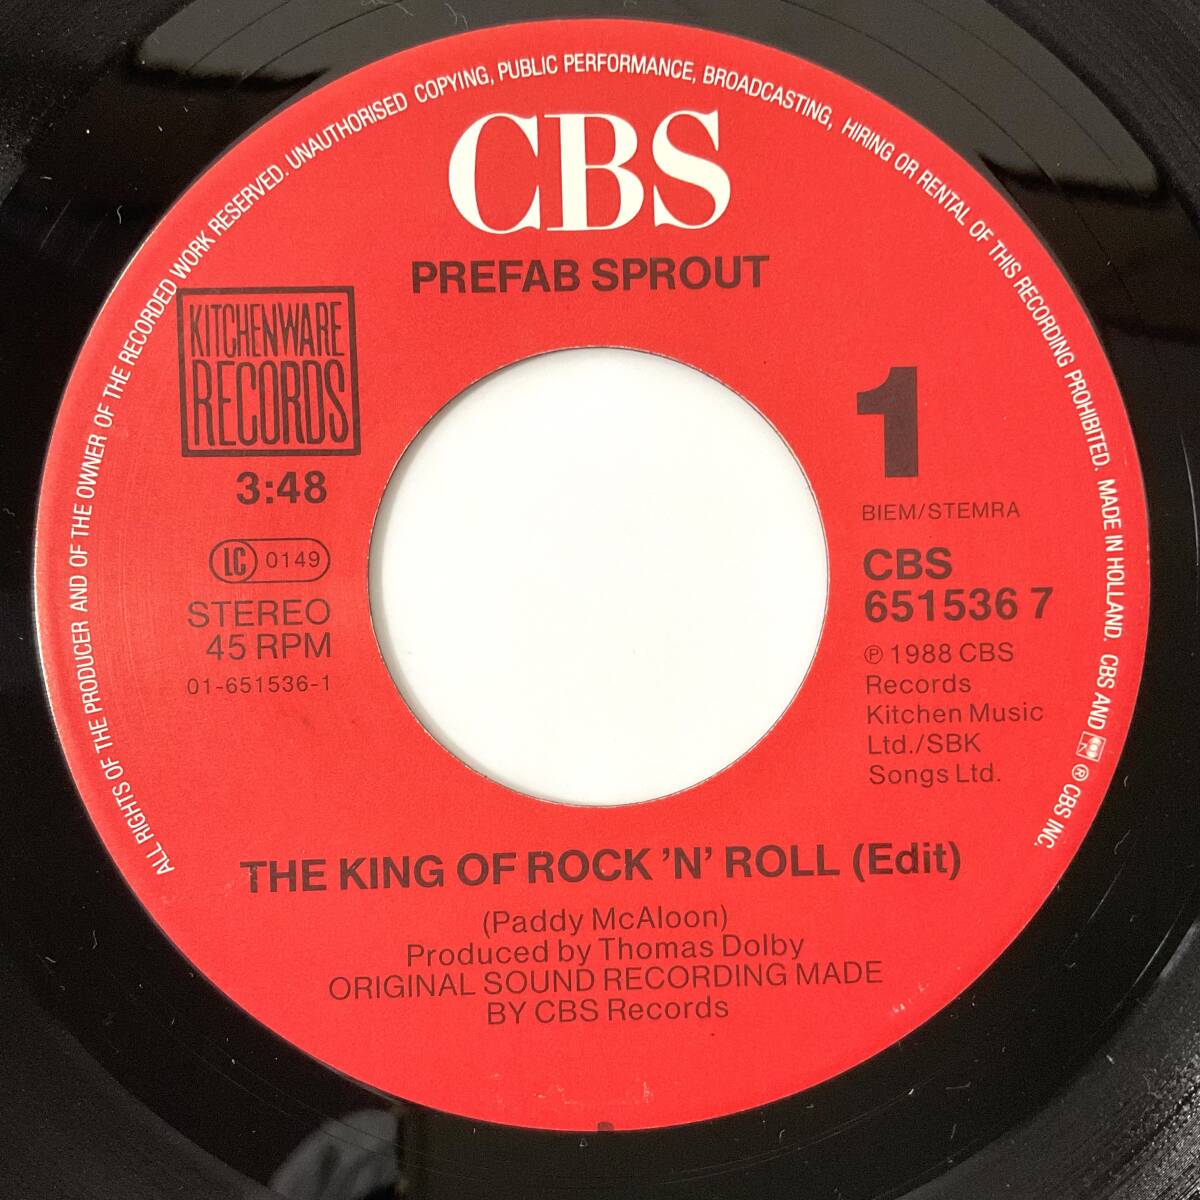 ALL RIGHTS OF THE PRODUCER AND OF THE OWNER OF THE RECORDED WORK RESERVED. UNAUTHORISED COPYING, PUBLIC PERFORMANCE, BROADCASTING, HIRING OR RENTAL OF THIS RECORDING PROHIBITED. MADE IN HOLLAND. CBS AND ® CBS INC.
CBS
PREFAB SPROUT
KITCHENWARE
RECORDS
3:48
LC 0149
STEREO
45 RPM
01-651536-1
1
BIEM/STEMRA
CBS
651536 7
℗ 1988 CBS
Records
Kitchen Music
Ltd./SBK
Songs Ltd.
THE KING OF ROCK 'N' ROLL (Edit)
(Paddy McAloon)
Produced by Thomas Dolby
ORIGINAL SOUND RECORDING MADE
BY CBS Records